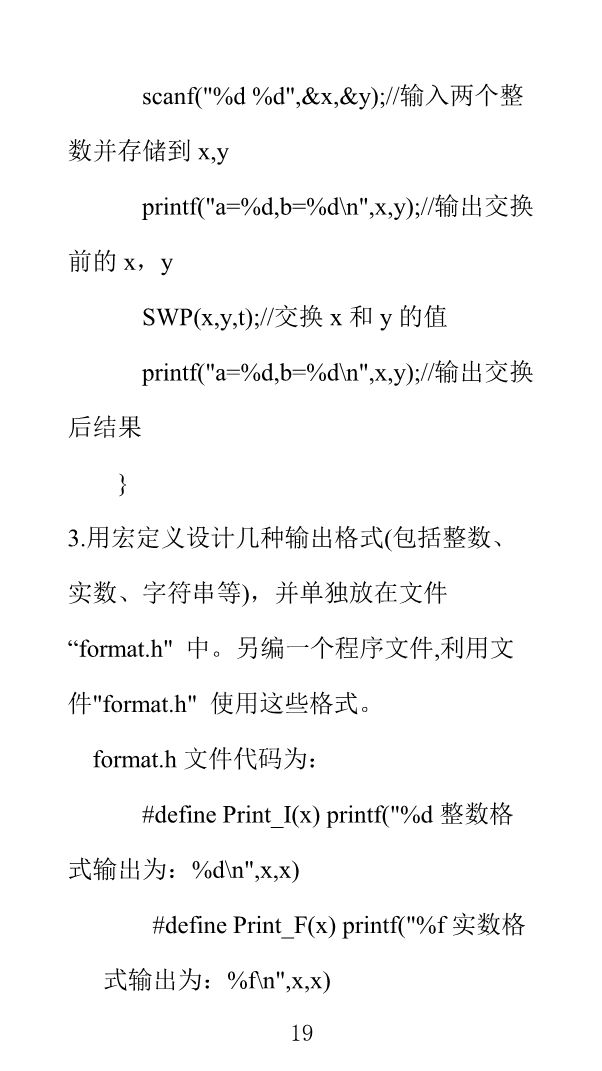 scanf("%d %d",&x,&y);//输入两个整
数并存储到 x,y
printf("a=%d,b=%d\n",x,y);//输出交换
前的 x，y
SWP(x,y,t);//交换 x 和 y 的值
printf("a=%d,b=%d\n",x,y);//输出交换
后结果
}
3.用宏定义设计几种输出格式(包括整数、
实数、字符串等)，并单独放在文件
“format.h" 中。另编一个程序文件,利用文
件"format.h" 使用这些格式。
format.h 文件代码为：
#define Print_I(x) printf("%d 整数格
式输出为：%d\n",x,x)
#define Print_F(x) printf("%f 实数格
式输出为：%f\n",x,x)
19